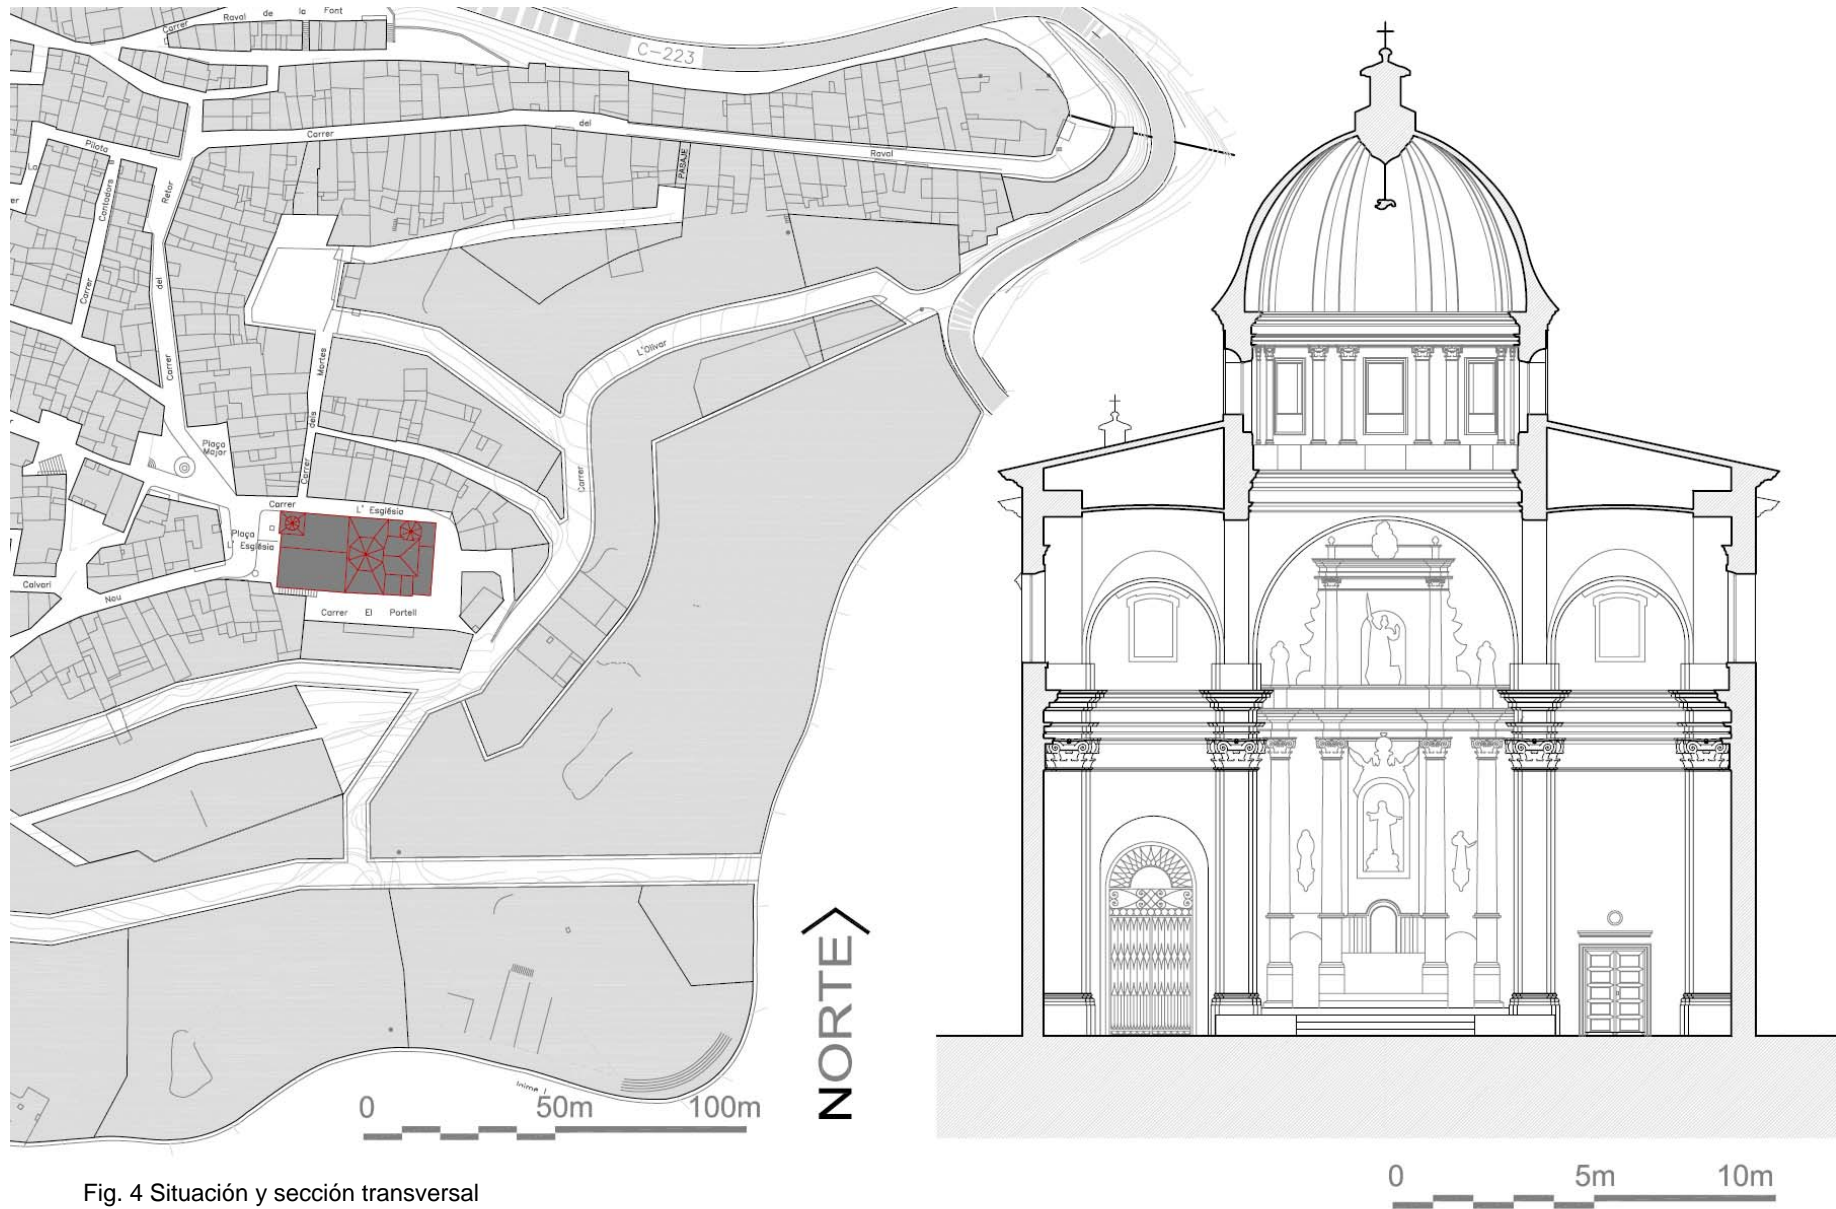 Carrer Raval de la Font
C-223
Carrer del Raval
PASAJE
Pilota
La
Carrer Contadors
Carrer del Retor
L'Olivar
Carrer
Carrer dels Mortes
Plaça
Major
Carrer L' Església
Plaça
L' Església
Calvari
Nou
Carrer El Portell
NORTE
0 50m 100m
0 5m 10m
Fig. 4 Situación y sección transversal